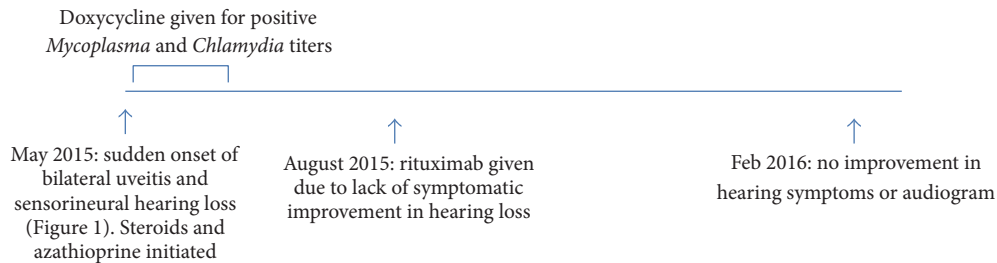 Doxycycline given for positive
Mycoplasma and Chlamydia titers
May 2015: sudden onset of
bilateral uveitis and
sensorineural hearing loss
(Figure 1). Steroids and
azathioprine initiated
August 2015: rituximab given
due to lack of symptomatic
improvement in hearing loss
Feb 2016: no improvement in
hearing symptoms or audiogram